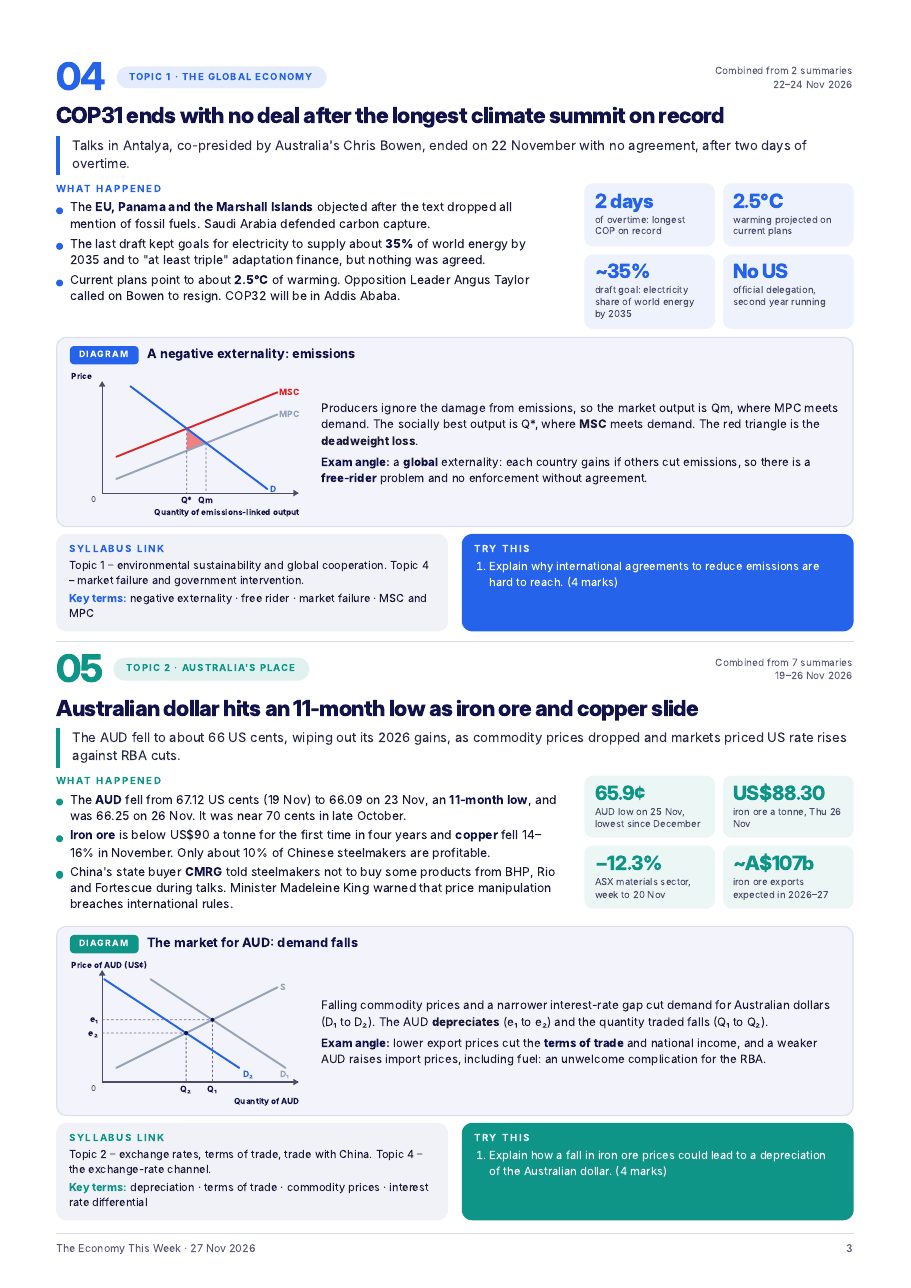 04
TOPIC 1 · THE GLOBAL ECONOMY
Combined from 2 summaries
22–24 Nov 2026
COP31 ends with no deal after the longest climate summit on record
Talks in Antalya, co-presided by Australia's Chris Bowen, ended on 22 November with no agreement, after two days of
overtime.
WHAT HAPPENED
The EU, Panama and the Marshall Islands objected after the text dropped all
mention of fossil fuels. Saudi Arabia defended carbon capture.
The last draft kept goals for electricity to supply about 35% of world energy by
2035 and to "at least triple" adaptation finance, but nothing was agreed.
Current plans point to about 2.5°C of warming. Opposition Leader Angus Taylor
called on Bowen to resign. COP32 will be in Addis Ababa.
2 days
of overtime: longest
COP on record
2.5°C
warming projected on
current plans
~35%
draft goal: electricity
share of world energy
by 2035
No US
official delegation,
second year running
DIAGRAM
A negative externality: emissions
Price
MSC
MPC
D
0
Q* Qm
Quantity of emissions-linked output
Producers ignore the damage from emissions, so the market output is Qm, where MPC meets
demand. The socially best output is Q*, where MSC meets demand. The red triangle is the
deadweight loss.
Exam angle: a global externality: each country gains if others cut emissions, so there is a
free-rider problem and no enforcement without agreement.
SYLLABUS LINK
Topic 1 – environmental sustainability and global cooperation. Topic 4
– market failure and government intervention.
Key terms: negative externality · free rider · market failure · MSC and
MPC
TRY THIS
1. Explain why international agreements to reduce emissions are
hard to reach. (4 marks)
05
TOPIC 2 · AUSTRALIA'S PLACE
Combined from 7 summaries
19–26 Nov 2026
Australian dollar hits an 11-month low as iron ore and copper slide
The AUD fell to about 66 US cents, wiping out its 2026 gains, as commodity prices dropped and markets priced US rate rises
against RBA cuts.
WHAT HAPPENED
The AUD fell from 67.12 US cents (19 Nov) to 66.09 on 23 Nov, an 11-month low, and
was 66.25 on 26 Nov. It was near 70 cents in late October.
Iron ore is below US$90 a tonne for the first time in four years and copper fell 14–
16% in November. Only about 10% of Chinese steelmakers are profitable.
China's state buyer CMRG told steelmakers not to buy some products from BHP, Rio
and Fortescue during talks. Minister Madeleine King warned that price manipulation
breaches international rules.
65.9¢
AUD low on 25 Nov,
lowest since December
US$88.30
iron ore a tonne, Thu 26
Nov
–12.3%
ASX materials sector,
week to 20 Nov
~A$107b
iron ore exports
expected in 2026–27
DIAGRAM
The market for AUD: demand falls
Price of AUD (US¢)
S
e₁
e₂
D₂
D₁
0
Q₂ Q₁
Quantity of AUD
Falling commodity prices and a narrower interest-rate gap cut demand for Australian dollars
(D₁ to D₂). The AUD depreciates (e₁ to e₂) and the quantity traded falls (Q₁ to Q₂).
Exam angle: lower export prices cut the terms of trade and national income, and a weaker
AUD raises import prices, including fuel: an unwelcome complication for the RBA.
SYLLABUS LINK
Topic 2 – exchange rates, terms of trade, trade with China. Topic 4 –
the exchange-rate channel.
Key terms: depreciation · terms of trade · commodity prices · interest
rate differential
TRY THIS
1. Explain how a fall in iron ore prices could lead to a depreciation
of the Australian dollar. (4 marks)
The Economy This Week · 27 Nov 2026
3